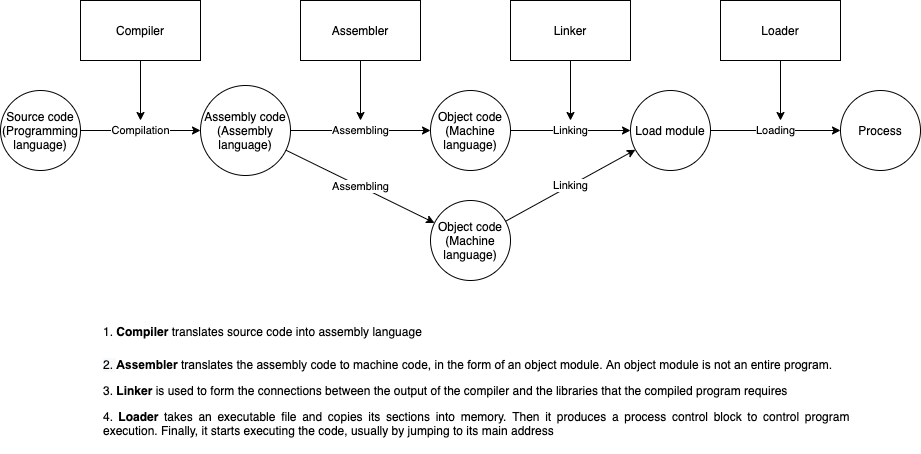 Compiler
Assembler
Linker
Loader
Source code
(Programming
language)
Compilation
Assembly code
(Assembly
language)
Assembling
Object code
(Machine
language)
Linking
Load module
Loading
Process
Assembling
Linking
Object code
(Machine
language)
1. Compiler translates source code into assembly language
2. Assembler translates the assembly code to machine code, in the form of an object module. An object module is not an entire program.
3. Linker is used to form the connections between the output of the compiler and the libraries that the compiled program requires
4. Loader takes an executable file and copies its sections into memory. Then it produces a process control block to control program
execution. Finally, it starts executing the code, usually by jumping to its main address